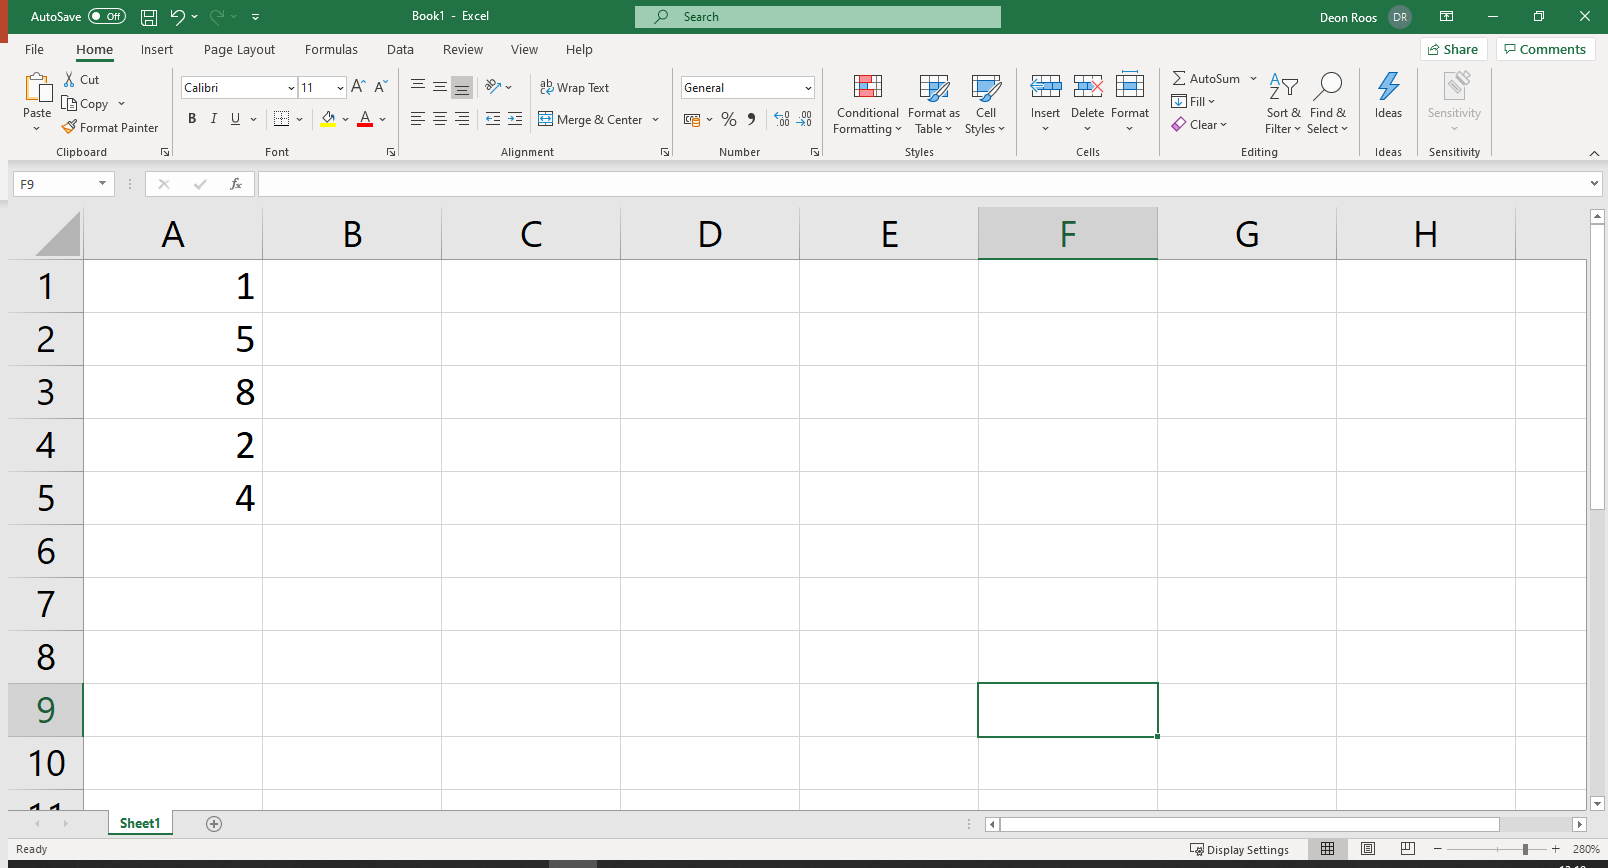 AutoSave Off Book1 - Excel Search Deon Roos DR
File Home Insert Page Layout Formulas Data Review View Help Share Comments
Paste
Cut
Copy
Format Painter
Clipboard
Calibri 11
B I U A
Font
ab Wrap Text
Merge & Center
Alignment
General
% 9 .00
Number
Conditional Formatting
Format as Table
Cell Styles
Styles
Insert Delete Format
Cells
AutoSum
Fill
Clear
Sort & Filter
Find & Select
Editing
Ideas
Ideas
Sensitivity
Sensitivity
F9 fx
A B C D E F G H
1 1
2 5
3 8
4 2
5 4
6
7
8
9
10
11
Sheet1
Ready Display Settings 280%